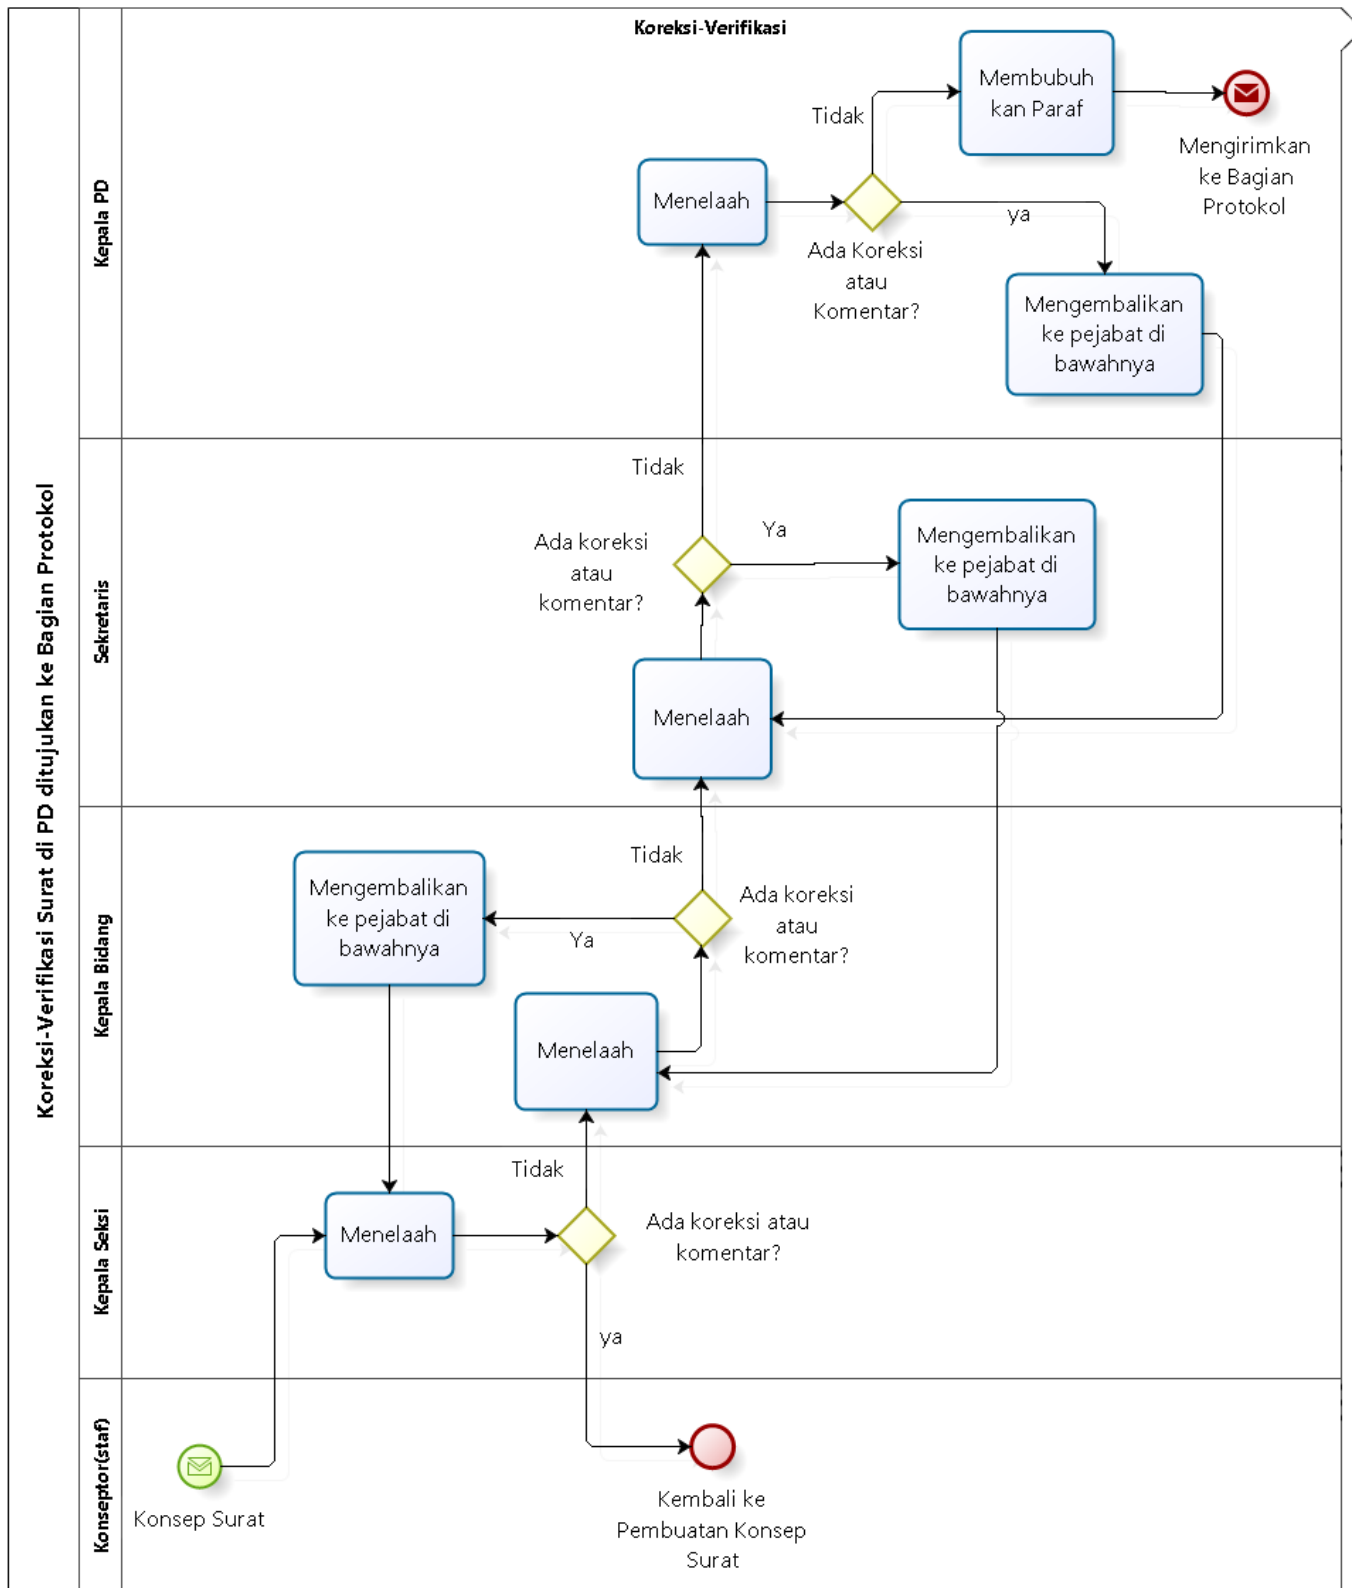 Koreksi-Verifikasi Surat di PD ditujukan ke Bagian Protokol
Koreksi-Verifikasi
Kepala PD
Membubuh
kan Paraf
Tidak
Mengirimkan
ke Bagian
Protokol
Menelaah
ya
Ada Koreksi
atau
Komentar?
Mengembalikan
ke pejabat di
bawahnya
Sekretaris
Tidak
Ya
Ada koreksi
atau
komentar?
Mengembalikan
ke pejabat di
bawahnya
Menelaah
Kepala Bidang
Tidak
Mengembalikan
ke pejabat di
bawahnya
Ya
Ada koreksi
atau
komentar?
Menelaah
Kepala Seksi
Tidak
Menelaah
Ada koreksi atau
komentar?
ya
Konseptor(staf)
Konsep Surat
Kembali ke
Pembuatan Konsep
Surat